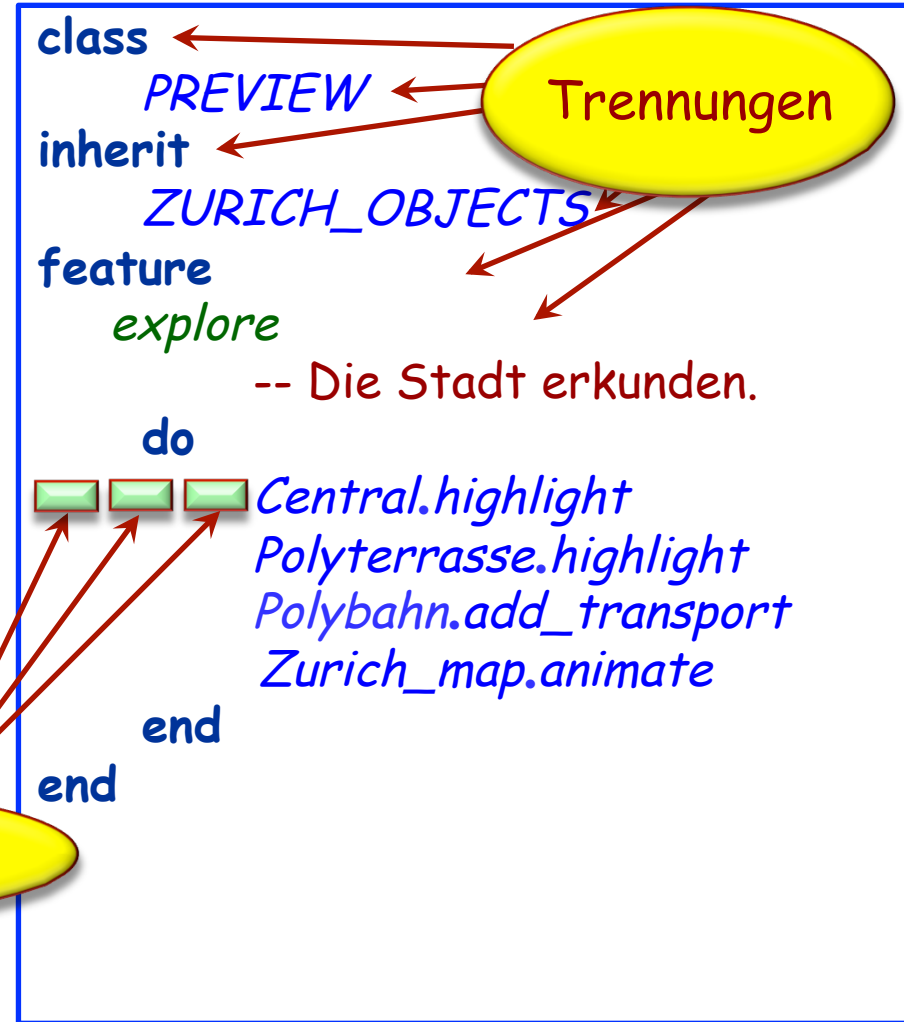 class
PREVIEW
inherit
ZURICH_OBJECTS
feature
explore
-- Die Stadt erkunden.
do
Central.highlight
Polyterrasse.highlight
Polybahn.add_transport
Zurich_map.animate
end
end
Trennungen